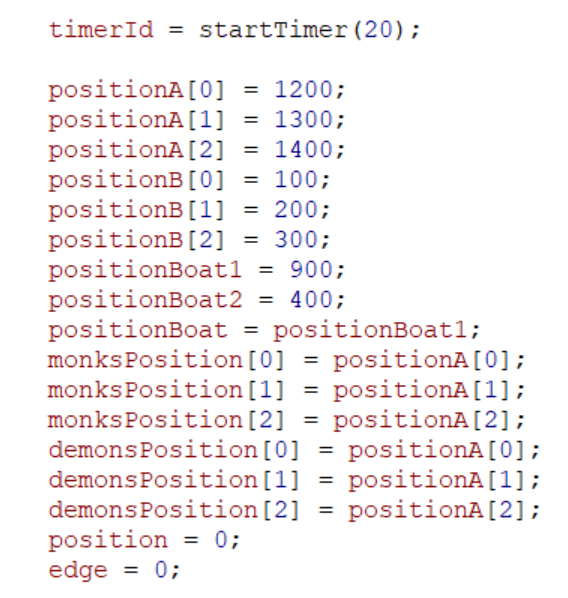 timerId = startTimer(20);
positionA[0] = 1200;
positionA[1] = 1300;
positionA[2] = 1400;
positionB[0] = 100;
positionB[1] = 200;
positionB[2] = 300;
positionBoat1 = 900;
positionBoat2 = 400;
positionBoat = positionBoat1;
monksPosition[0] = positionA[0];
monksPosition[1] = positionA[1];
monksPosition[2] = positionA[2];
demonsPosition[0] = positionA[0];
demonsPosition[1] = positionA[1];
demonsPosition[2] = positionA[2];
position = 0;
edge = 0;